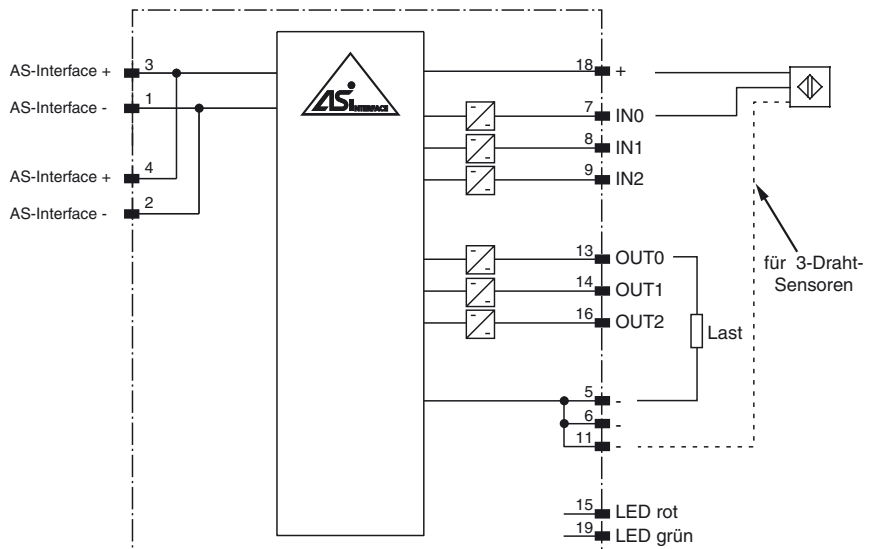 AS-Interface + 3
AS-Interface - 1
AS-Interface + 4
AS-Interface - 2
ASi INTERFACE
18 +
7 IN0
8 IN1
9 IN2
13 OUT0
14 OUT1
16 OUT2
Last
5 -
6 -
11 -
15 LED rot
19 LED grün
für 3-Draht-
Sensoren